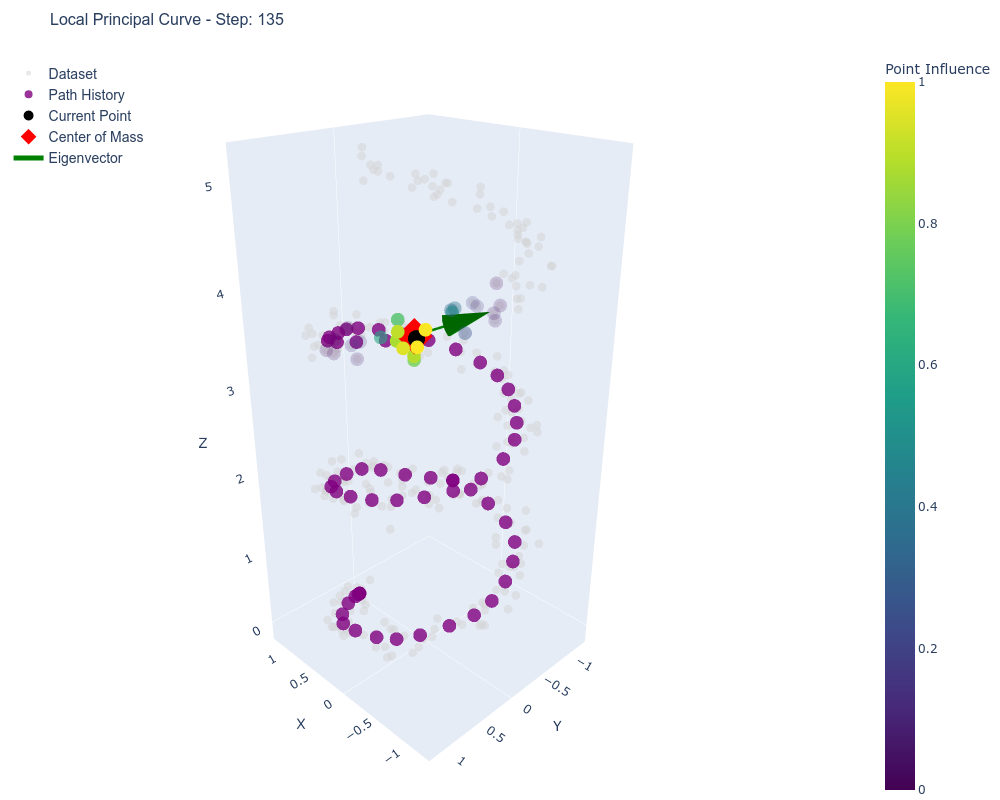 Local Principal Curve - Step: 135
Dataset
Path History
Current Point
Center of Mass
Eigenvector
Point Influence
1
0.8
0.6
0.4
0.2
0
5
4
3
2
1
0
Z
1
0.5
0
−0.5
−1
X
1
0.5
0
−0.5
−1
Y